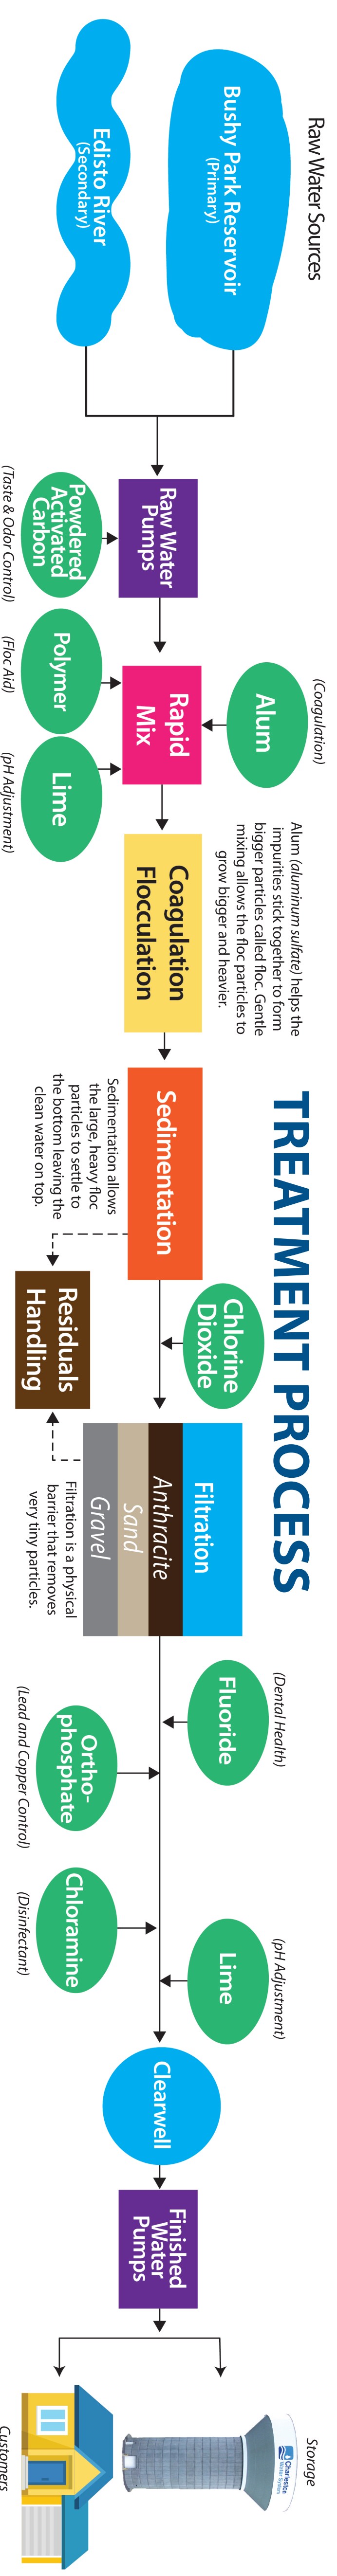 TREATMENT PROCESS
Raw Water Sources
Bushy Park Reservoir
(Primary)
Edisto River
(Secondary)
Raw Water
Pumps
Powdered
Activated
Carbon
(Taste & Odor Control)
Rapid
Mix
Alum
(Coagulation)
Polymer
(Floc Aid)
Lime
(pH Adjustment)
Alum (aluminum sulfate) helps the
impurities stick together to form
bigger particles called floc. Gentle
mixing allows the floc particles to
grow bigger and heavier.
Coagulation
Flocculation
Sedimentation
Sedimentation allows
the large, heavy floc
particles to settle to
the bottom leaving the
clean water on top.
Chlorine
Dioxide
Residuals
Handling
Filtration
Anthracite
Sand
Gravel
Filtration is a physical
barrier that removes
very tiny particles.
(Dental Health)
Fluoride
Ortho-
phosphate
(Lead and Copper Control)
Chloramine
(Disinfectant)
(pH Adjustment)
Lime
Clearwell
Finished
Water
Pumps
Storage
Charleston
Water System
Customers